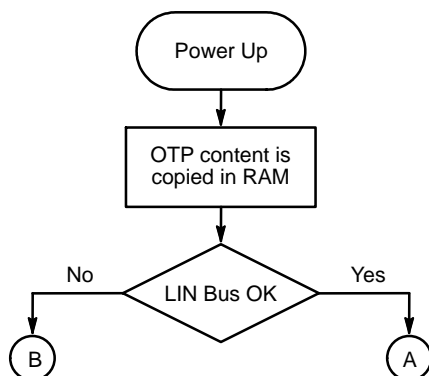 Power Up
OTP content is
copied in RAM
No
Yes
LIN Bus OK
B
A